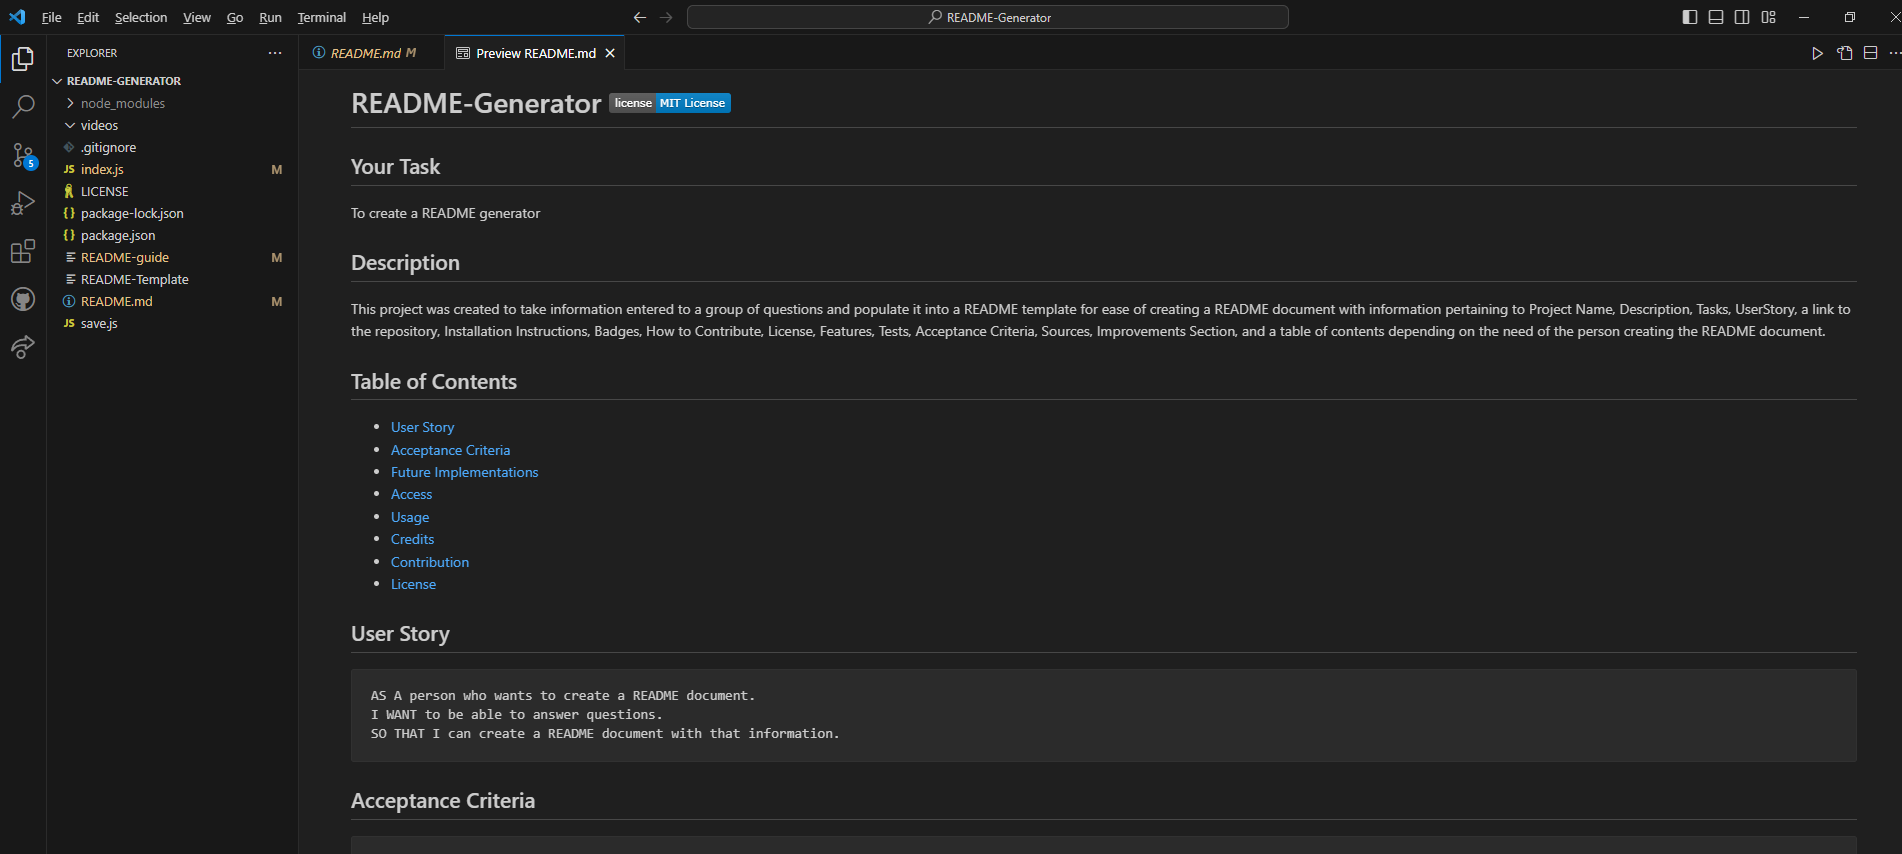 File Edit Selection View Go Run Terminal Help
README-Generator
EXPLORER
README.md M
Preview README.md
README-GENERATOR
node_modules
videos
.gitignore
JS index.js M
LICENSE
{} package-lock.json
{} package.json
README-guide M
README-Template
README.md M
JS save.js
5
README-Generator license MIT License
Your Task
To create a README generator
Description
This project was created to take information entered to a group of questions and populate it into a README template for ease of creating a README document with information pertaining to Project Name, Description, Tasks, UserStory, a link to
the repository, Installation Instructions, Badges, How to Contribute, License, Features, Tests, Acceptance Criteria, Sources, Improvements Section, and a table of contents depending on the need of the person creating the README document.
Table of Contents
• User Story
• Acceptance Criteria
• Future Implementations
• Access
• Usage
• Credits
• Contribution
• License
User Story
AS A person who wants to create a README document.
I WANT to be able to answer questions.
SO THAT I can create a README document with that information.
Acceptance Criteria